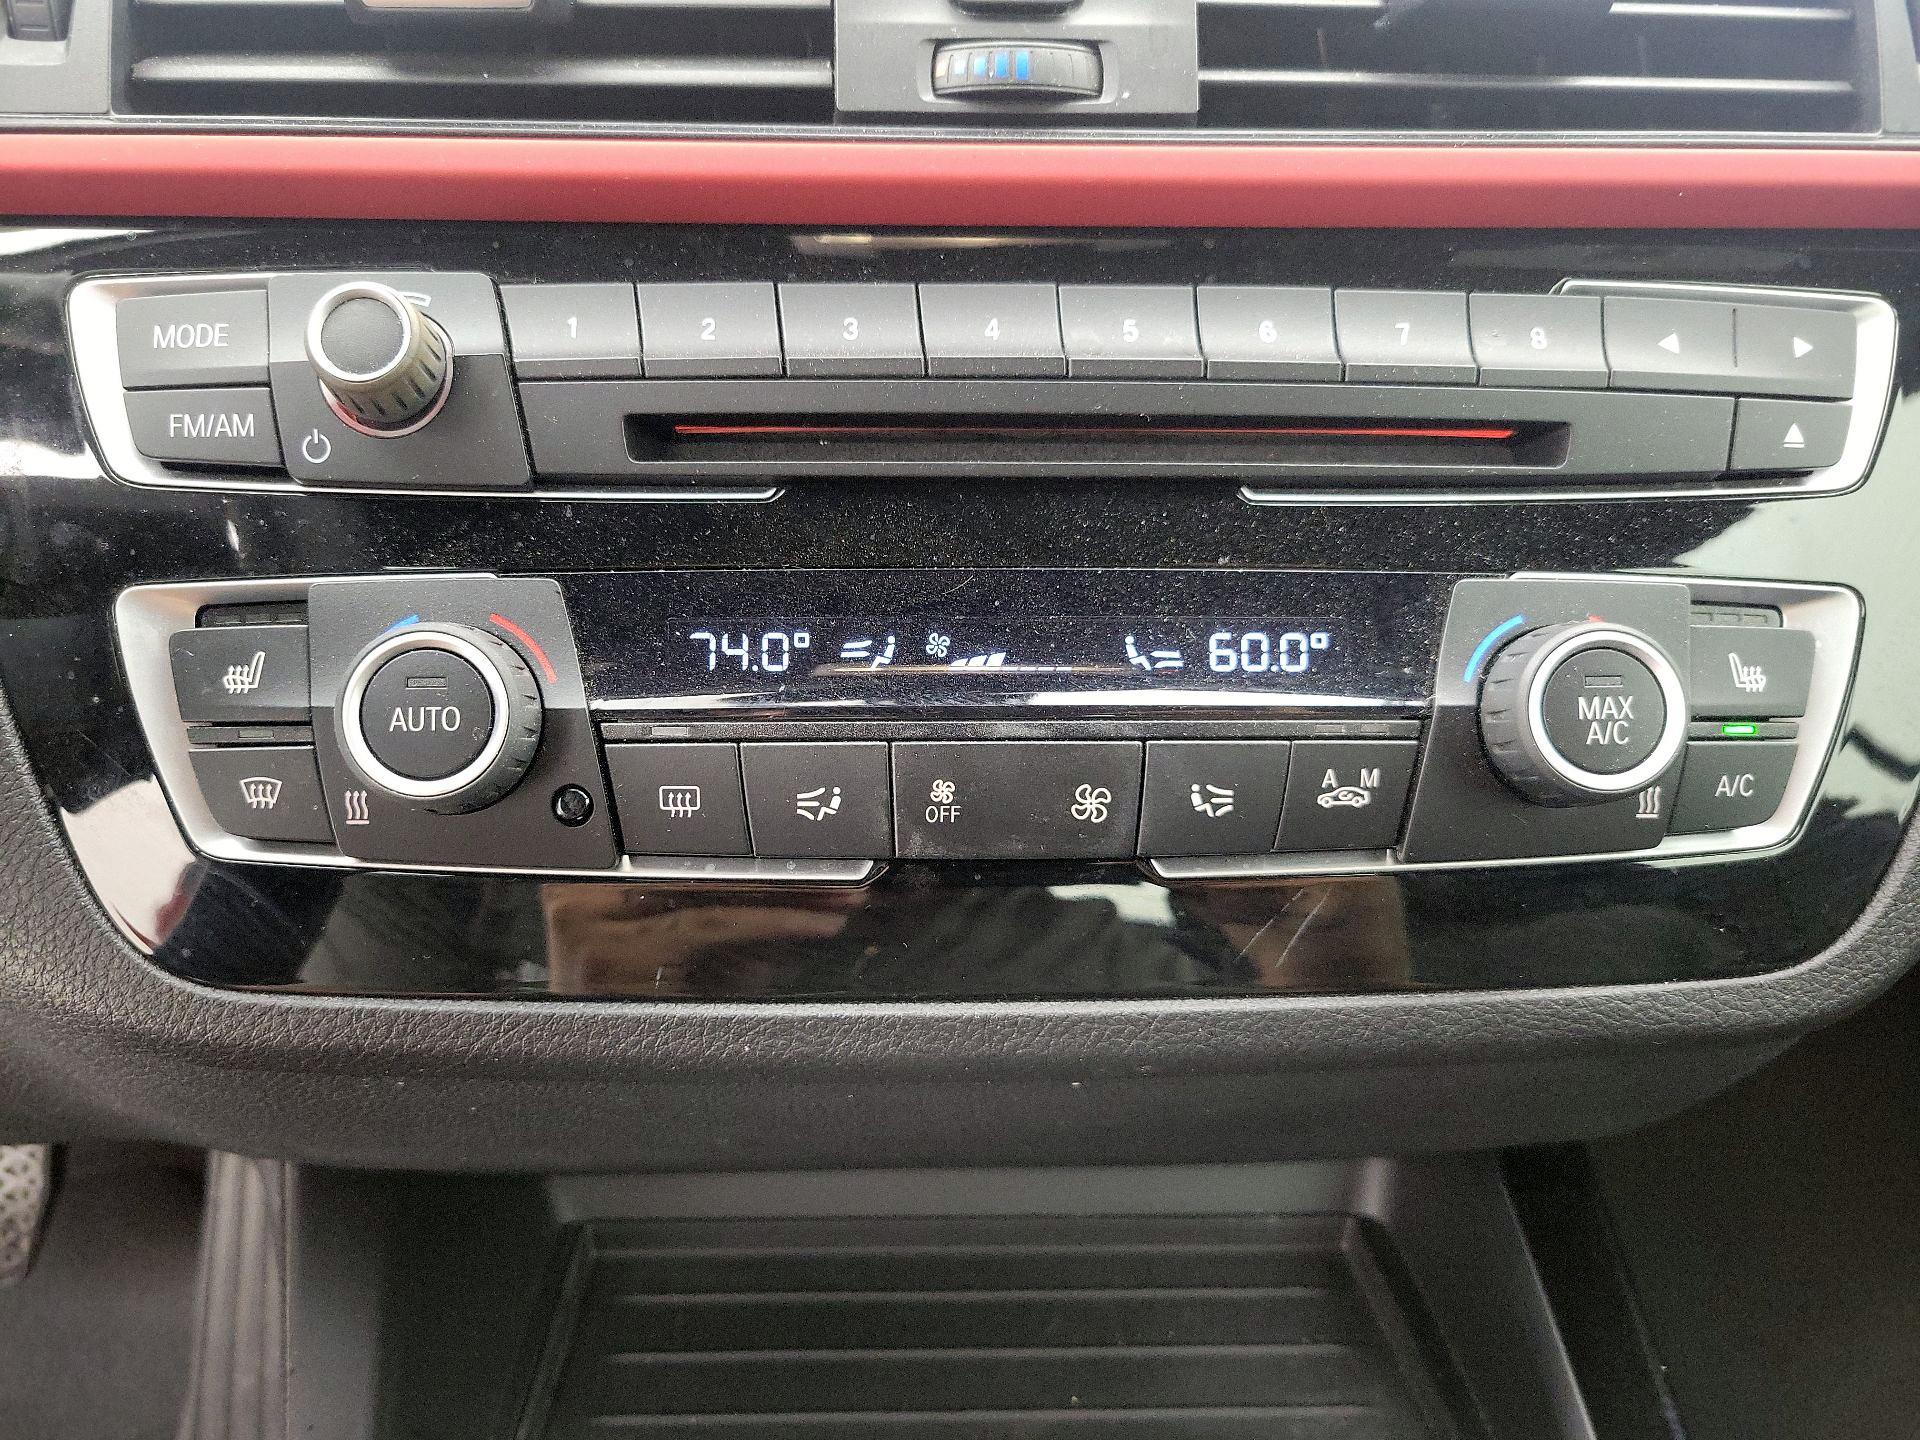 MODE
1 2 3 4 5 6 7 8
FM/AM
74.0° 60.0°
AUTO
MAX
A/C
A M
OFF
A/C